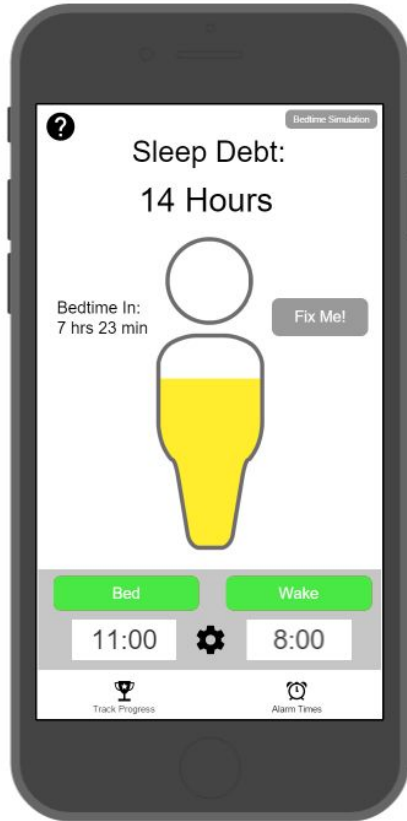 Bedtime Simulation
Sleep Debt:
14 Hours
Bedtime In:
7 hrs 23 min
Fix Me!
Bed
Wake
11:00
8:00
Track Progress
Alarm Times